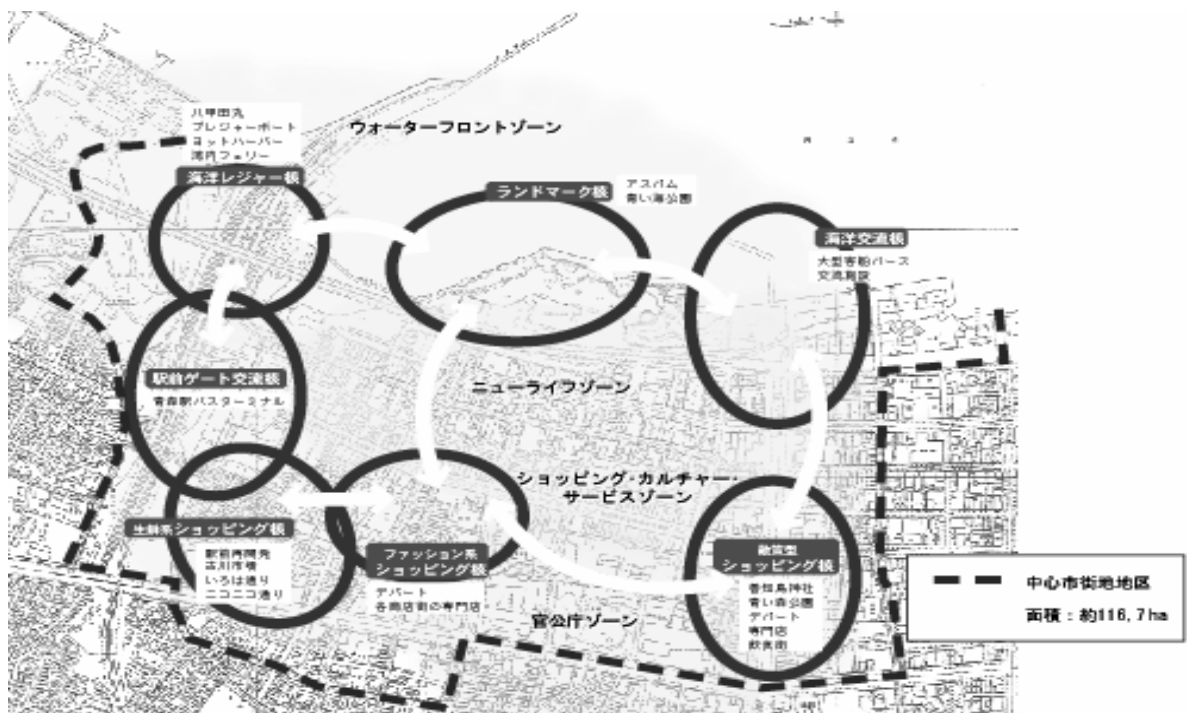 八甲田丸
プレジャーボート
ヨットハーバー
湾内フェリー
海洋レジャー核
ウォーターフロントゾーン
ランドマーク核
アスパム
青い海公園
海洋交流核
大型客船バース
交流施設
駅前ゲート交流核
青森駅バスターミナル
ニューライフゾーン
ショッピング・カルチャー・
サービスゾーン
生鮮系ショッピング核
駅前再開発
古川市場
いろは通り
ニコニコ通り
ファッション系
ショッピング核
デパート
各商店街の専門店
官公庁ゾーン
散策型
ショッピング核
善知鳥神社
青い森公園
デパート
専門店
飲食街
中心市街地地区
面積：約116,7ha